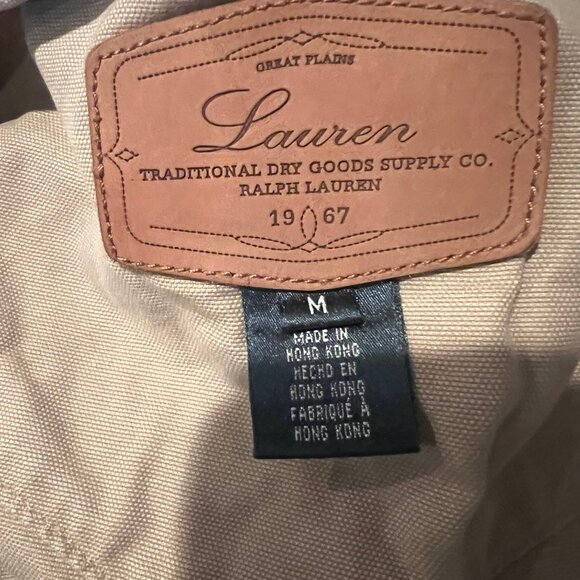 GREAT PLAINS
Lauren
TRADITIONAL DRY GOODS SUPPLY CO.
RALPH LAUREN
19 67
M
MADE IN
HONG KONG
HECHO EN
HONG KONG
FABRIQUÉ À
HONG KONG